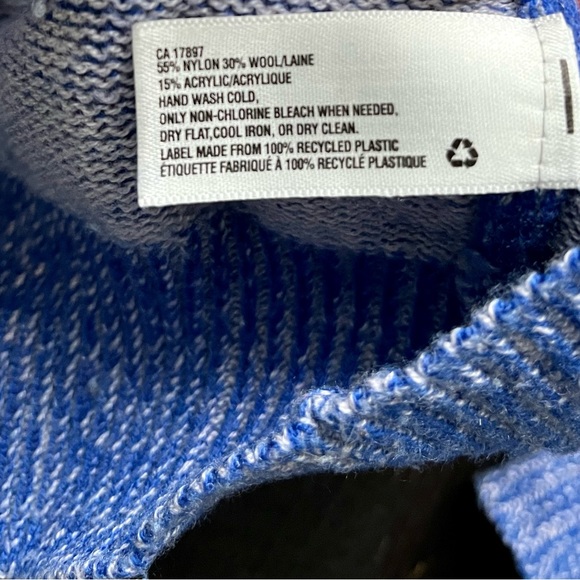 CA 17897
55% NYLON 30% WOOL/LAINE
15% ACRYLIC/ACRYLIQUE
HAND WASH COLD,
ONLY NON-CHLORINE BLEACH WHEN NEEDED,
DRY FLAT,COOL IRON, OR DRY CLEAN.
LABEL MADE FROM 100% RECYCLED PLASTIC
ÉTIQUETTE FABRIQUÉ À 100% RECYCLÉ PLASTIQUE